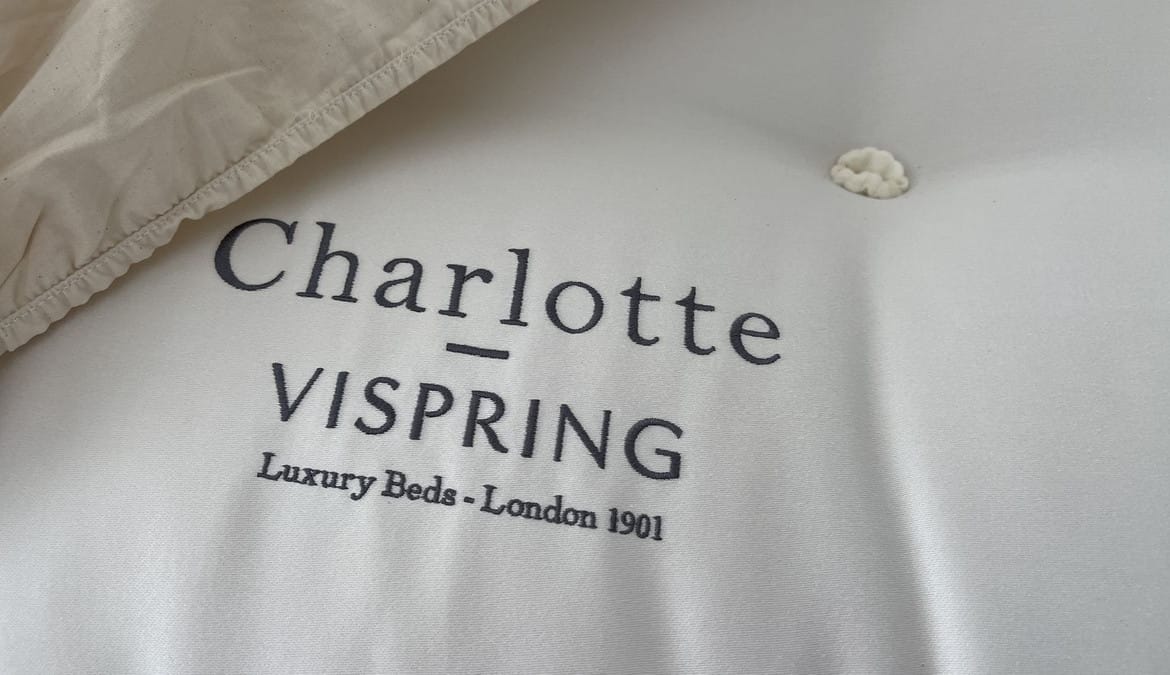 Charlotte
VISPRING
Luxury Beds - London 1901